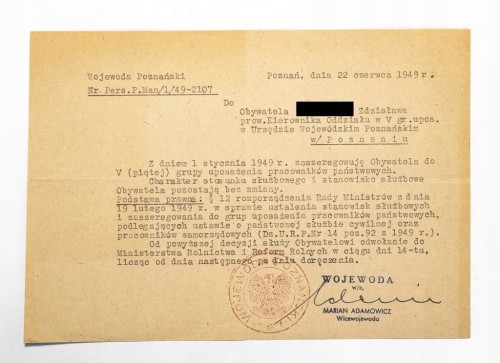 Wojewoda Poznański
Poznań, dnia 22 czerwca 1949 r.
Nr. Pers.P.Man/1/49-2107
Do
Obywatela Zdzisława
prow.Kierownika Oddziału w V gr.upos.
w Urzędzie Wojewódzkim Poznańskim
w/Poznaniu
Z dniem 1 stycznia 1949 r. zaszeregowuję Obywatela do
V (piątej) grupy uposażenia pracowników państwowych.
Charakter stosunku służbowego i stanowisko służbowe
Obywatela pozostają bez zmiany.
Podstawa prawna: § 12 rozporządzenia Rady Ministrów z dnia
19 lutego 1949 r. w sprawie ustalenia stanowisk służbowych
i zaszeregowania do grup uposażenia pracowników państwowych,
podlegających ustawie o państwowej służbie cywilnej oraz
pracowników samorządowych (Dz.U.R.P.Nr 14 poz.92 z 1949 r.).
Od powyższej decyzji służy Obywatelowi odwołanie do
Ministerstwa Rolnictwa i Reform Rolnych w ciągu dni 14-tu,
licząc od dnia następnego po dniu doręczenia.
WOJEWODA POZNAŃSKI
WOJEWODA
w/z.
MARIAN ADAMOWICZ
Wicewojewoda